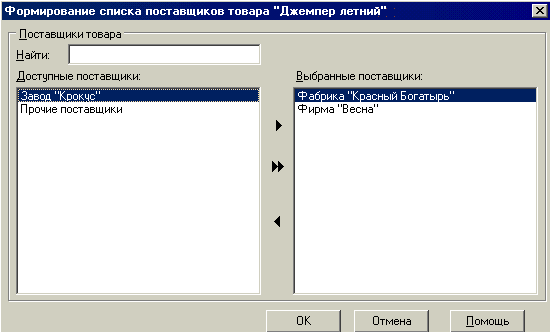 Формирование списка поставщиков товара "Джемпер летний"
Поставщики товара
Найти:
Доступные поставщики:
Завод "Крокус"
Прочие поставщики
Выбранные поставщики:
Фабрика "Красный Богатырь"
Фирма "Весна"
OK
Отмена
Помощь